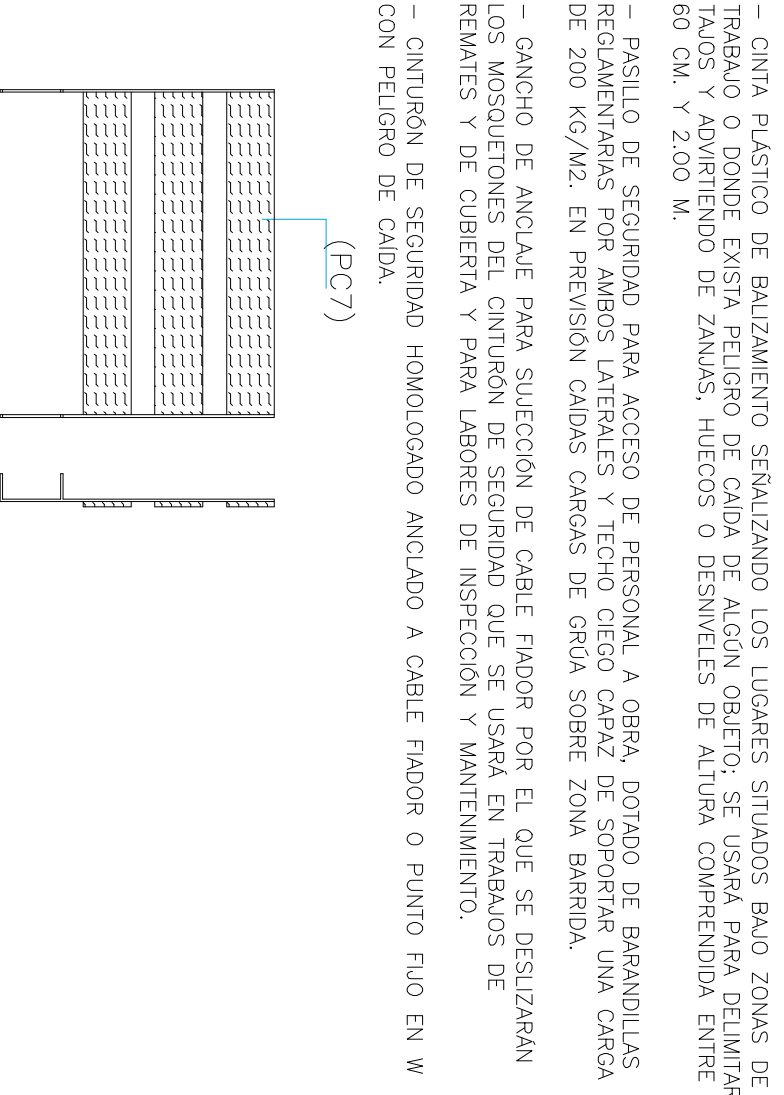 – CINTA PLÁSTICO DE BALIZAMIENTO SEÑALIZANDO LOS LUGARES SITUADOS BAJO ZONAS DE
TRABAJO O DONDE EXISTA PELIGRO DE CAÍDA DE ALGÚN OBJETO; SE USARÁ PARA DELIMITAR
TAJOS Y ADVIRTIENDO DE ZANJAS, HUECOS O DESNIVELES DE ALTURA COMPRENDIDA ENTRE
60 CM. Y 2.00 M.
– PASILLO DE SEGURIDAD PARA ACCESO DE PERSONAL A OBRA, DOTADO DE BARANDILLAS
REGLAMENTARIAS POR AMBOS LATERALES Y TECHO CIEGO CAPAZ DE SOPORTAR UNA CARGA
DE 200 KG/M2. EN PREVISIÓN CAÍDAS CARGAS DE GRÚA SOBRE ZONA BARRIDA.
– GANCHO DE ANCLAJE PARA SUJECCIÓN DE CABLE FIADOR POR EL QUE SE DESLIZARÁN
LOS MOSQUETONES DEL CINTURÓN DE SEGURIDAD QUE SE USARÁ EN TRABAJOS DE
REMATES Y DE CUBIERTA Y PARA LABORES DE INSPECCIÓN Y MANTENIMIENTO.
– CINTURÓN DE SEGURIDAD HOMOLOGADO ANCLADO A CABLE FIADOR O PUNTO FIJO EN W
CON PELIGRO DE CAÍDA.
(PC7)